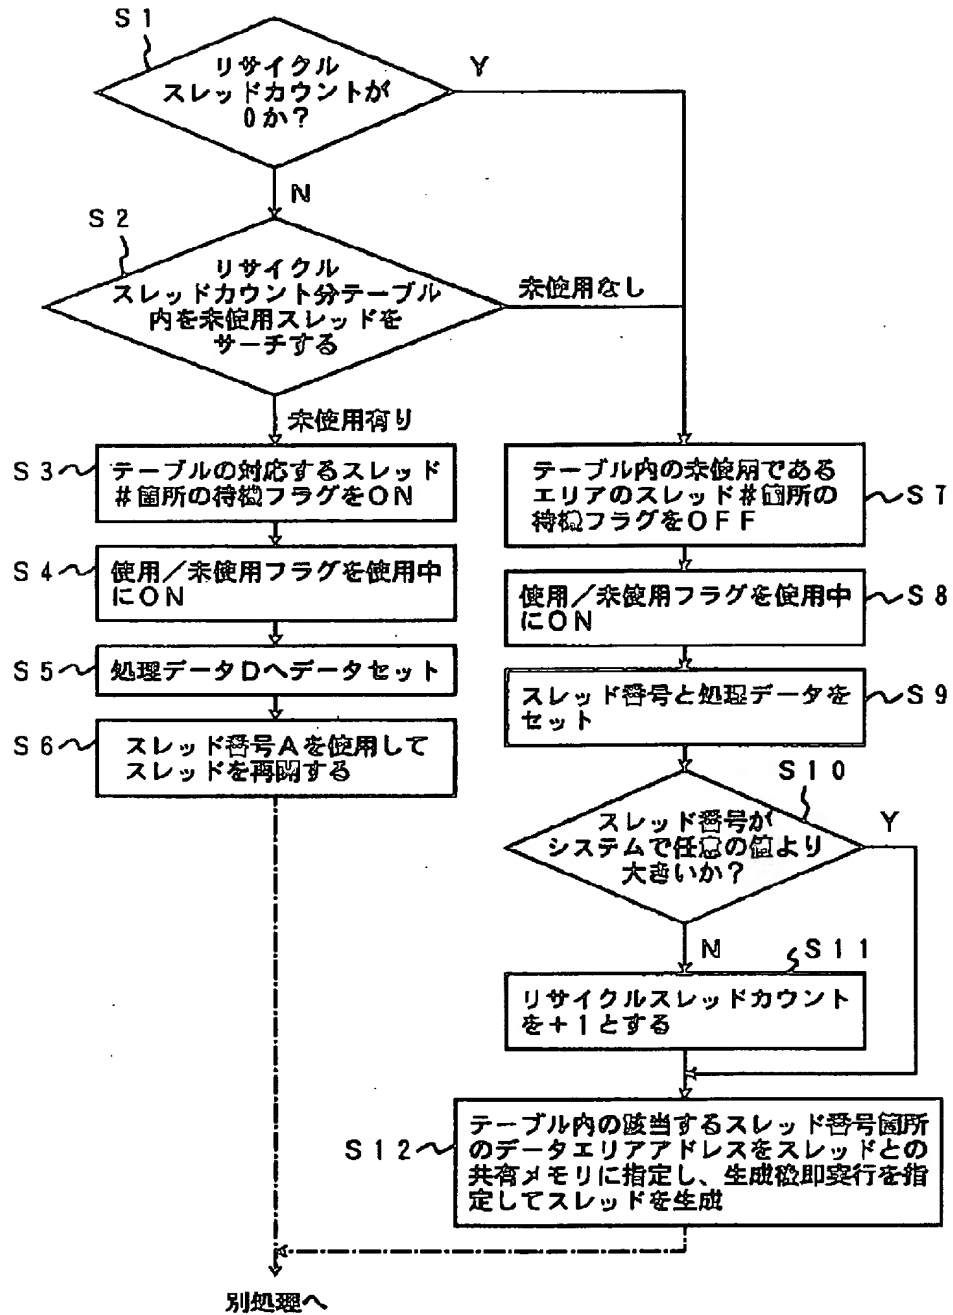 S1
リサイクル
スレッドカウントが
0か?
Y
N
S2
リサイクル
スレッドカウント分テーブル
内を未使用スレッドを
サーチする
未使用なし
未使用有り
S3
テーブルの対応するスレッド
#箇所の待機フラグをON
S4
使用/未使用フラグを使用中
にON
S5
処理データDへデータセット
S6
スレッド番号Aを使用して
スレッドを再開する
テーブル内の未使用である
エリアのスレッド#箇所の
待機フラグをOFF
S7
使用/未使用フラグを使用中
にON
S8
スレッド番号と処理データを
セット
S9
S10
スレッド番号が
システムで任意の値より
大きいか?
Y
N
S11
リサイクルスレッドカウント
を+1とする
S12
テーブル内の該当するスレッド番号箇所
のデータエリアアドレスをスレッドとの
共有メモリに指定し、生成後即実行を指
定してスレッドを生成
別処理へ